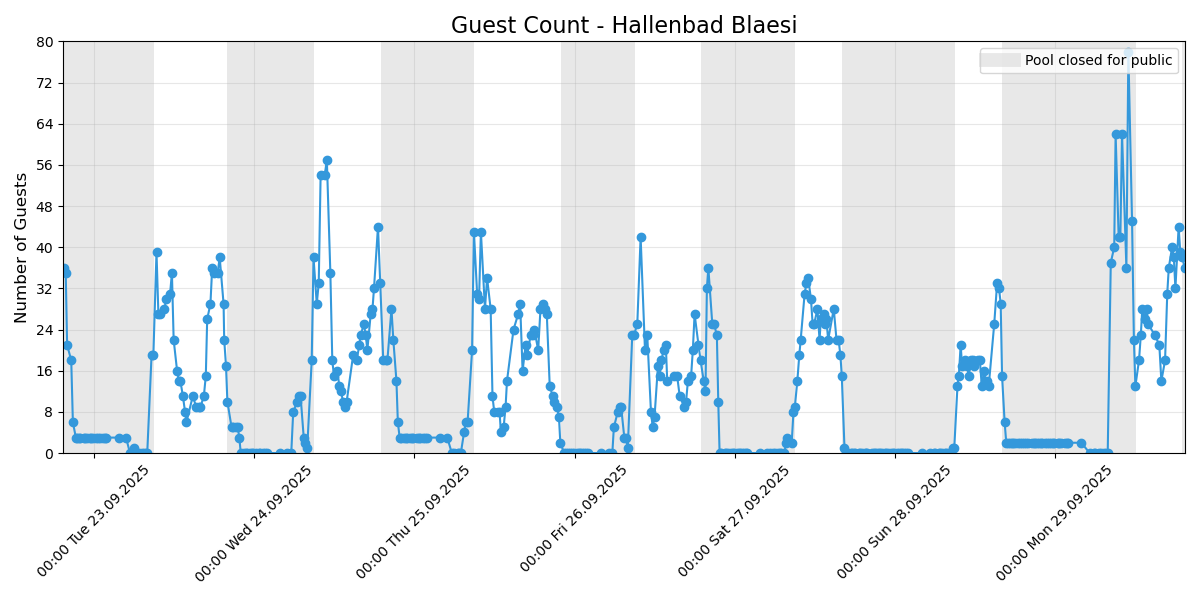 Guest Count - Hallenbad Blaesi
Pool closed for public
Number of Guests
80
72
64
56
48
40
32
24
16
8
0
00:00 Tue 23.09.2025
00:00 Wed 24.09.2025
00:00 Thu 25.09.2025
00:00 Fri 26.09.2025
00:00 Sat 27.09.2025
00:00 Sun 28.09.2025
00:00 Mon 29.09.2025